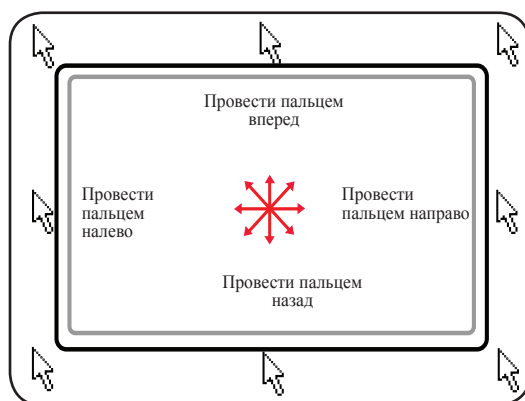 Провести пальцем
вперед
Провести
пальцем
налево
Провести
пальцем направо
Провести пальцем
назад